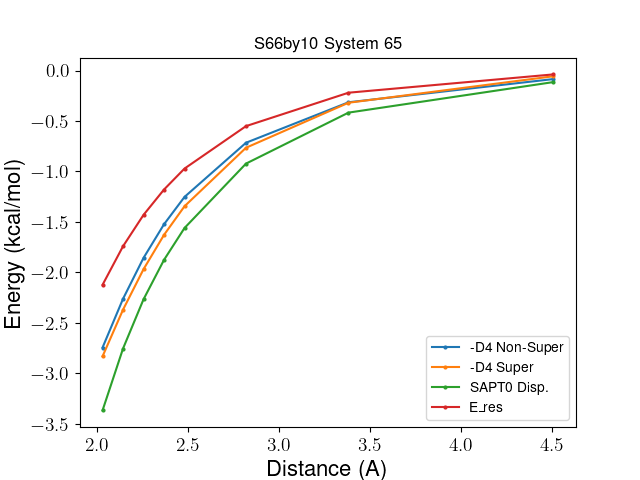 S66by10 System 65
Energy (kcal/mol)
0.0
−0.5
−1.0
−1.5
−2.0
−2.5
−3.0
−3.5
-D4 Non-Super
-D4 Super
SAPT0 Disp.
E_res
2.0 2.5 3.0 3.5 4.0 4.5
Distance (A)